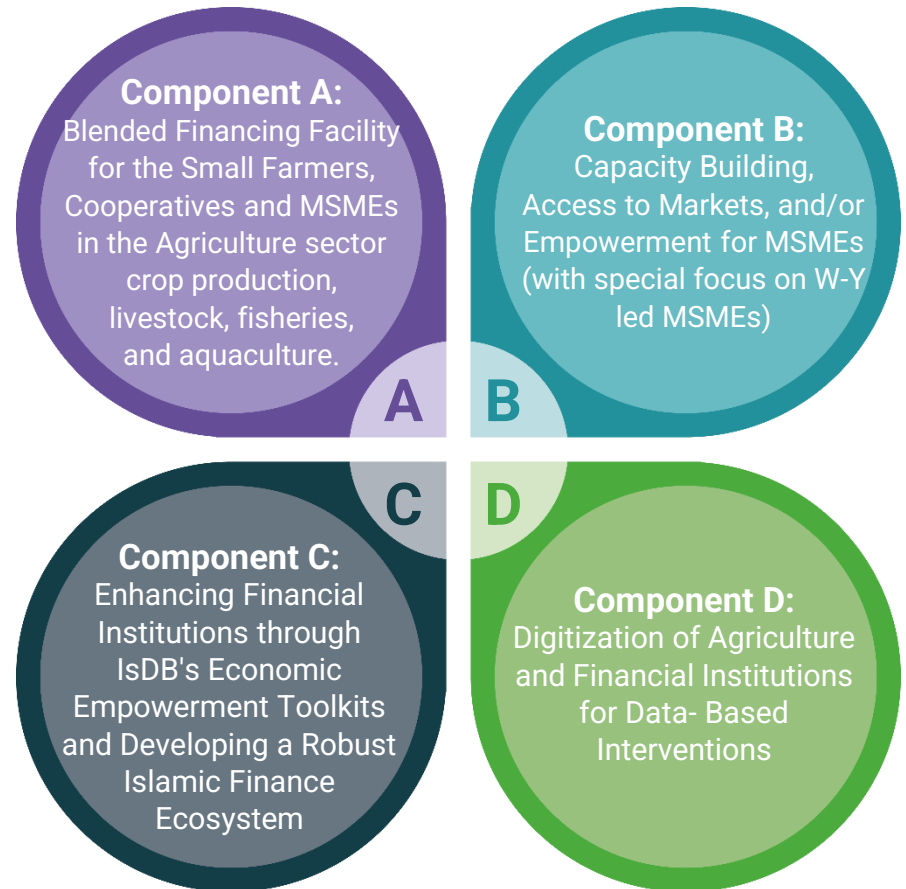 Component A:
Blended Financing Facility
for the Small Farmers,
Cooperatives and MSMEs
in the Agriculture sector
crop production,
livestock, fisheries,
and aquaculture.
A
Component B:
Capacity Building,
Access to Markets, and/or
Empowerment for MSMEs
(with special focus on W-Y
led MSMEs)
B
C
Component C:
Enhancing Financial
Institutions through
IsDB's Economic
Empowerment Toolkits
and Developing a Robust
Islamic Finance
Ecosystem
D
Component D:
Digitization of Agriculture
and Financial Institutions
for Data- Based
Interventions